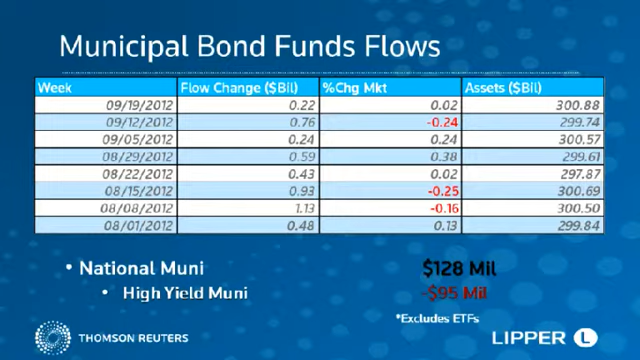 Municipal Bond Funds Flows
Week Flow Change ($Bil) %Chg Mkt Assets ($Bil)
09/19/2012 0.22 0.02 300.88
09/12/2012 0.76 -0.24 299.74
09/05/2012 0.24 0.24 300.57
08/29/2012 0.59 0.38 299.61
08/22/2012 0.43 0.02 297.87
08/15/2012 0.93 -0.25 300.69
08/08/2012 1.13 -0.16 300.50
08/01/2012 0.48 0.13 299.84
• National Muni $128 Mil
• High Yield Muni -$95 Mil
*Excludes ETFs
THOMSON REUTERS LIPPER L